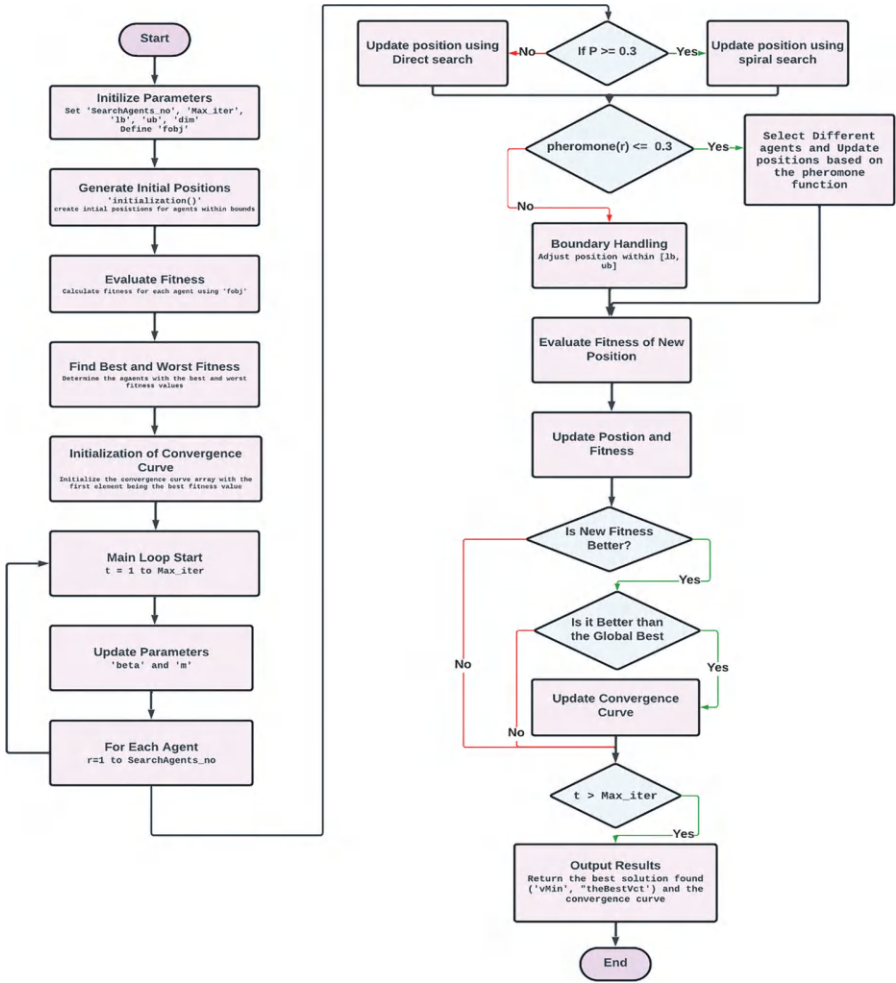 Start
Initilize Parameters
Set 'SearchAgents_no', 'Max_iter',
'lb', 'ub', 'dim'
Define 'fobj'
Generate Initial Positions
'initialization()'
create intial posistions for agents within bounds
Evaluate Fitness
Calculate fitness for each agent using 'fobj'
Find Best and Worst Fitness
Determine the agaents with the best and worst
fitness values
Initialization of Convergence
Curve
Initialize the convergence curve array with the
first element being the best fitness value
Main Loop Start
t = 1 to Max_iter
Update Parameters
'beta' and 'm'
For Each Agent
r=1 to SearchAgents_no
Update position using
Direct search
No
If P >= 0.3
Yes
Update position using
spiral search
pheromone(r) <= 0.3
Yes
Select Different
agents and Update
positions based on
the pheromone
function
No
Boundary Handling
Adjust position within [lb,
ub]
Evaluate Fitness of New
Position
Update Postion and
Fitness
Is New Fitness
Better?
Yes
Is it Better than
the Global Best
No
Yes
Update Convergence
Curve
No
t > Max_iter
Yes
Output Results
Return the best solution found
('vMin', "theBestVct') and the
convergence curve
End